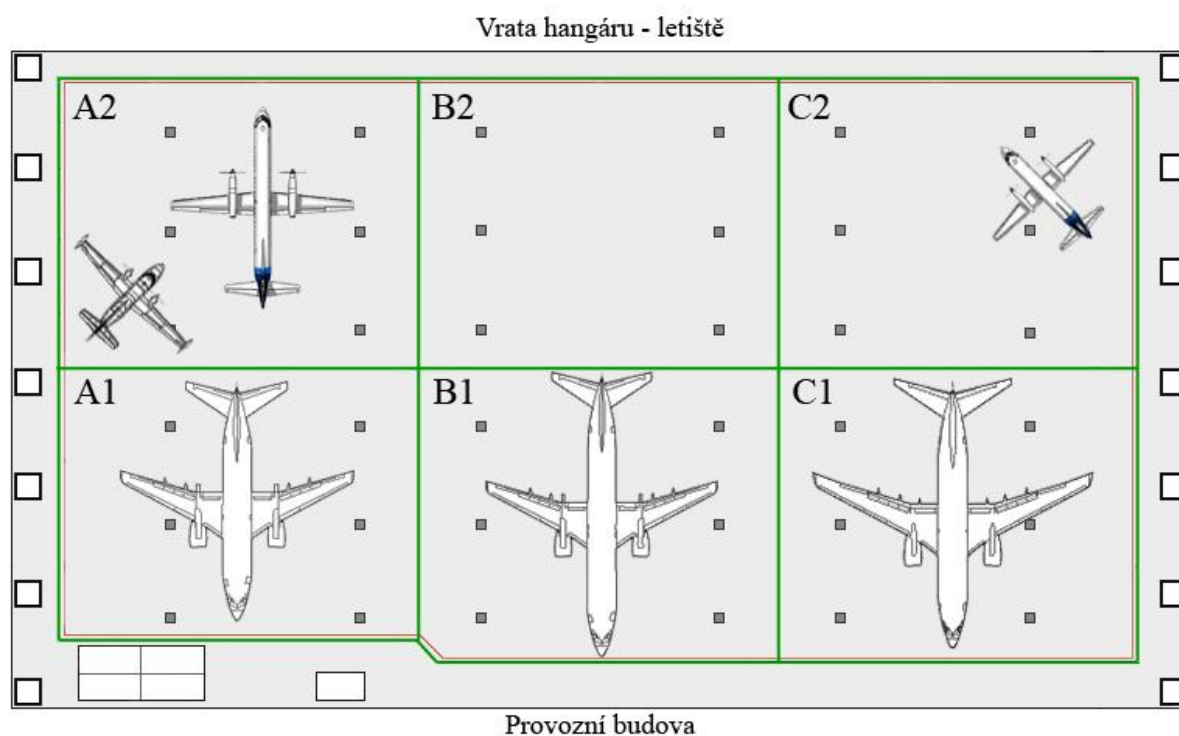 Vrata hangáru - letiště
A2
B2
C2
A1
B1
C1
Provozní budova